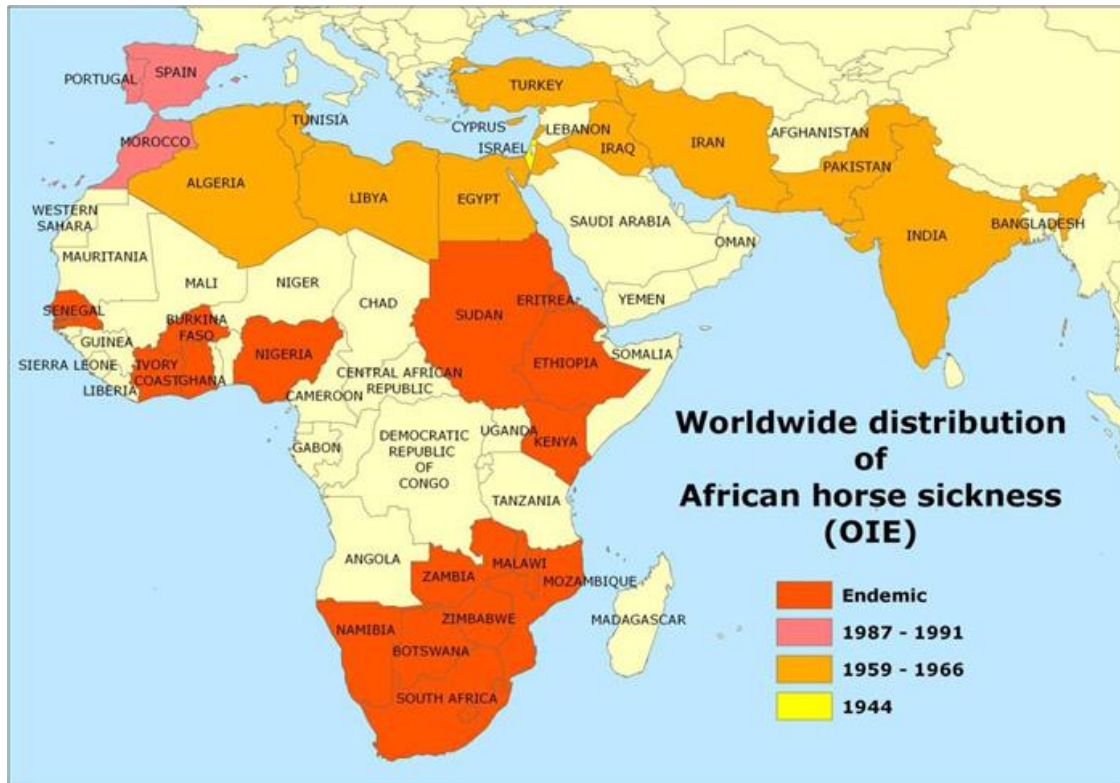 PORTUGAL
SPAIN
TURKEY
TUNISIA
CYPRUS
LEBANON
AFGHANISTAN
MOROCCO
ISRAEL
IRAQ
IRAN
PAKISTAN
ALGERIA
LIBYA
EGYPT
WESTERN
SAHARA
SAUDI ARABIA
BANGLADESH
INDIA
OMAN
MAURITANIA
MALI
NIGER
CHAD
YEMEN
ERITREA
SENEGAL
SUDAN
BURKINA
FASO
GUINEA
NIGERIA
SOMALIA
SIERRA LEONE
IVORY
COAST
GHANA
ETHIOPIA
LIBERIA
CENTRAL AFRICAN
REPUBLIC
CAMEROON
UGANDA
KENYA
GABON
DEMOCRATIC
REPUBLIC
OF
CONGO
TANZANIA
ANGOLA
MALAWI
ZAMBIA
MOZAMBIQUE
MADAGASCAR
ZIMBABWE
NAMIBIA
BOTSWANA
SOUTH AFRICA
Worldwide distribution
of
African horse sickness
(OIE)
Endemic
1987 - 1991
1959 - 1966
1944